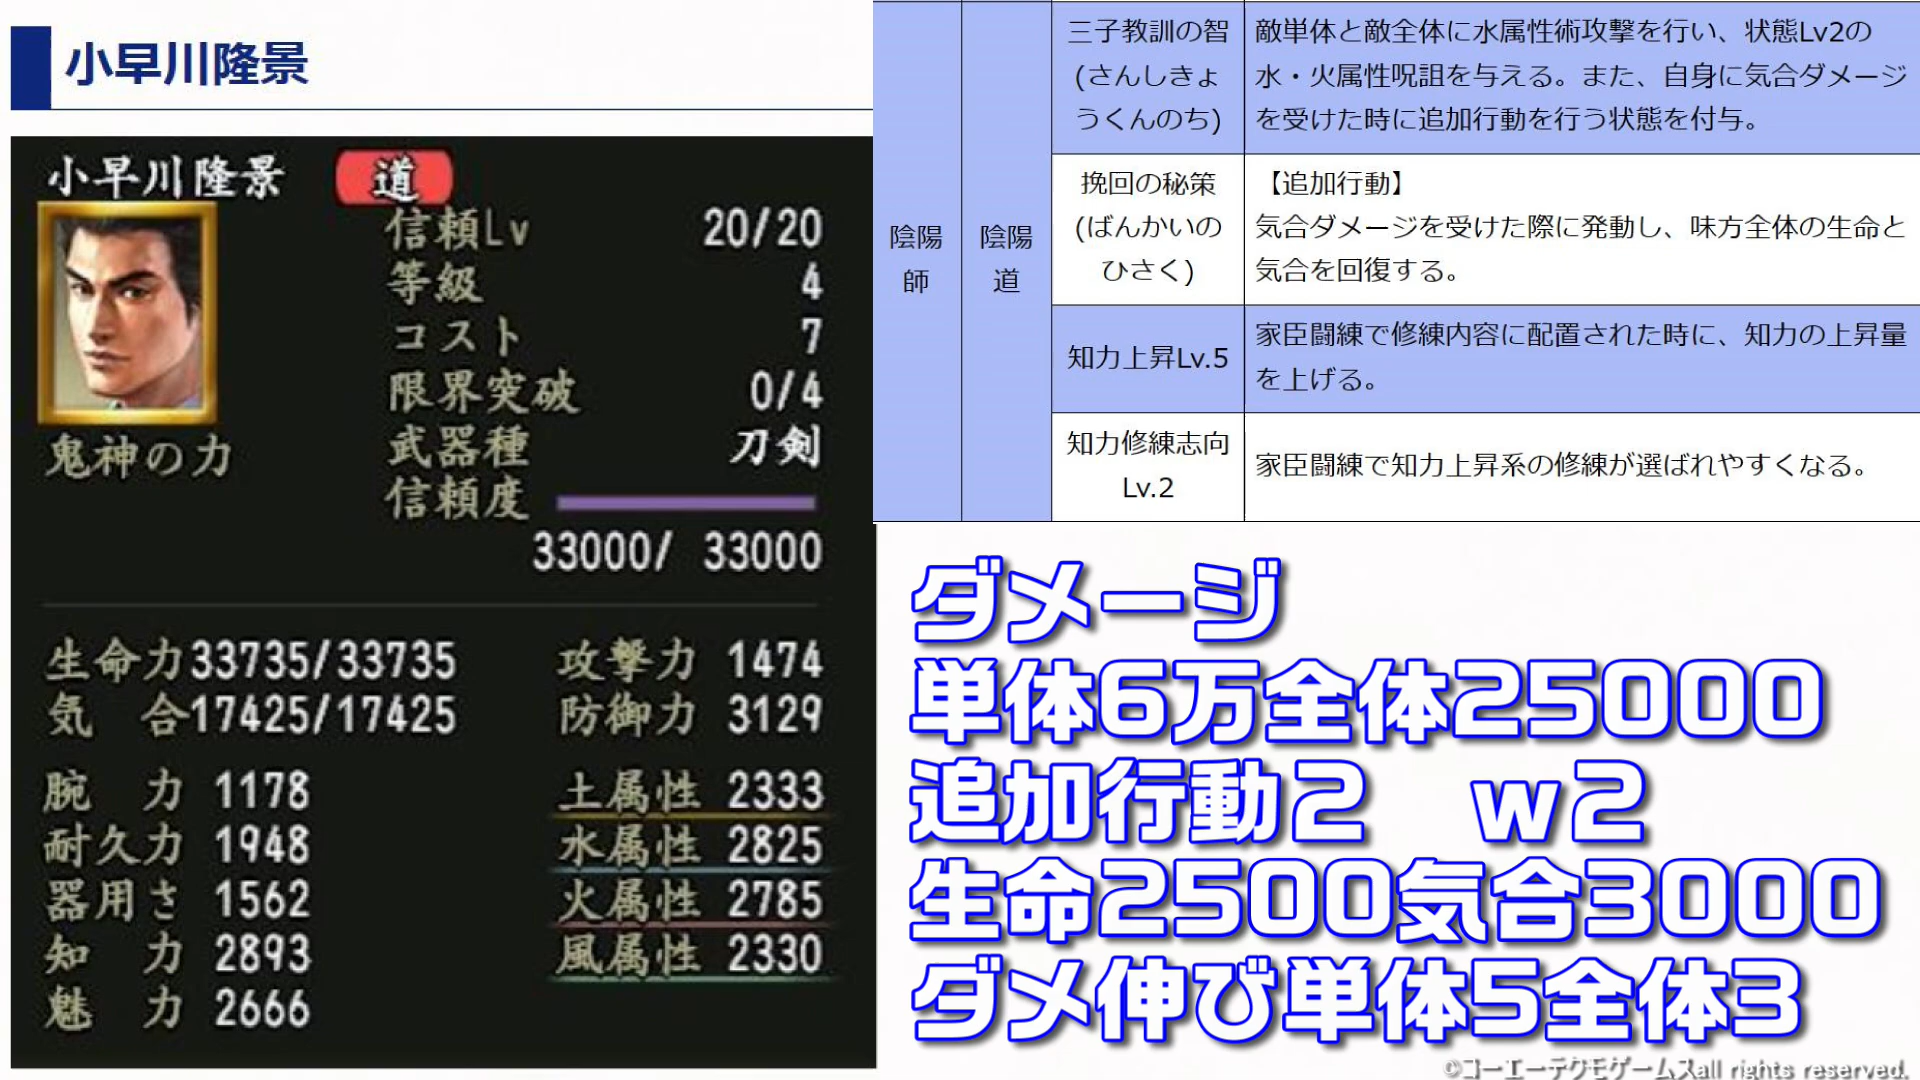 小早川隆景
小早川隆景 道
信頼Lv 20/20
等級 4
コスト 7
限界突破 0/4
武器種 刀剣
信頼度
33000/ 33000
鬼神の力
生命力33735/33735 攻撃力 1474
気 合17425/17425 防御力 3129
腕 力 1178 土属性 2333
耐久力 1948 水属性 2825
器用さ 1562 火属性 2785
知 力 2893 風属性 2330
魅 力 2666
陰陽
師
陰陽
道
三子教訓の智
(さんしきょ
うくんのち)
敵単体と敵全体に水属性術攻撃を行い、状態Lv2の
水・火属性呪詛を与える。また、自身に気合ダメージ
を受けた時に追加行動を行う状態を付与。
挽回の秘策
(ばんかいの
ひさく)
【追加行動】
気合ダメージを受けた際に発動し、味方全体の生命と
気合を回復する。
知力上昇Lv.5
家臣闘練で修練内容に配置された時に、知力の上昇量
を上げる。
知力修練志向
Lv.2
家臣闘練で知力上昇系の修練が選ばれやすくなる。
ダメージ
単体6万全体25000
追加行動2 w2
生命2500気合3000
ダメ伸び単体5全体3
©コーエーテクモゲームスall rights reserved.